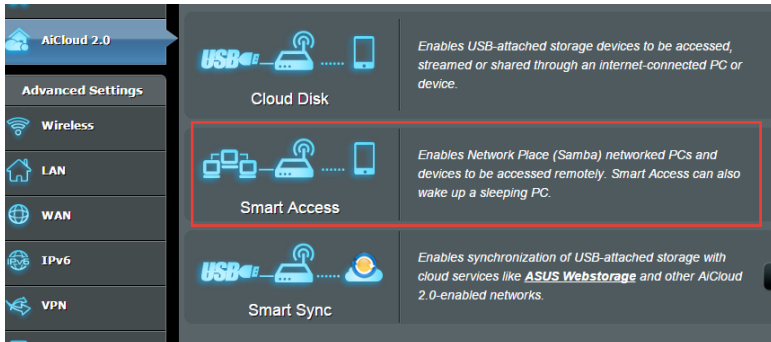 AiCloud 2.0
Advanced Settings
Wireless
LAN
WAN
IPv6
IPv6
VPN
USB
Cloud Disk
Enables USB-attached storage devices to be accessed,
streamed or shared through an internet-connected PC or
device.
Smart Access
Enables Network Place (Samba) networked PCs and
devices to be accessed remotely. Smart Access can also
wake up a sleeping PC.
USB
Smart Sync
Enables synchronization of USB-attached storage with
cloud services like ASUS Webstorage and other AiCloud
2.0-enabled networks.